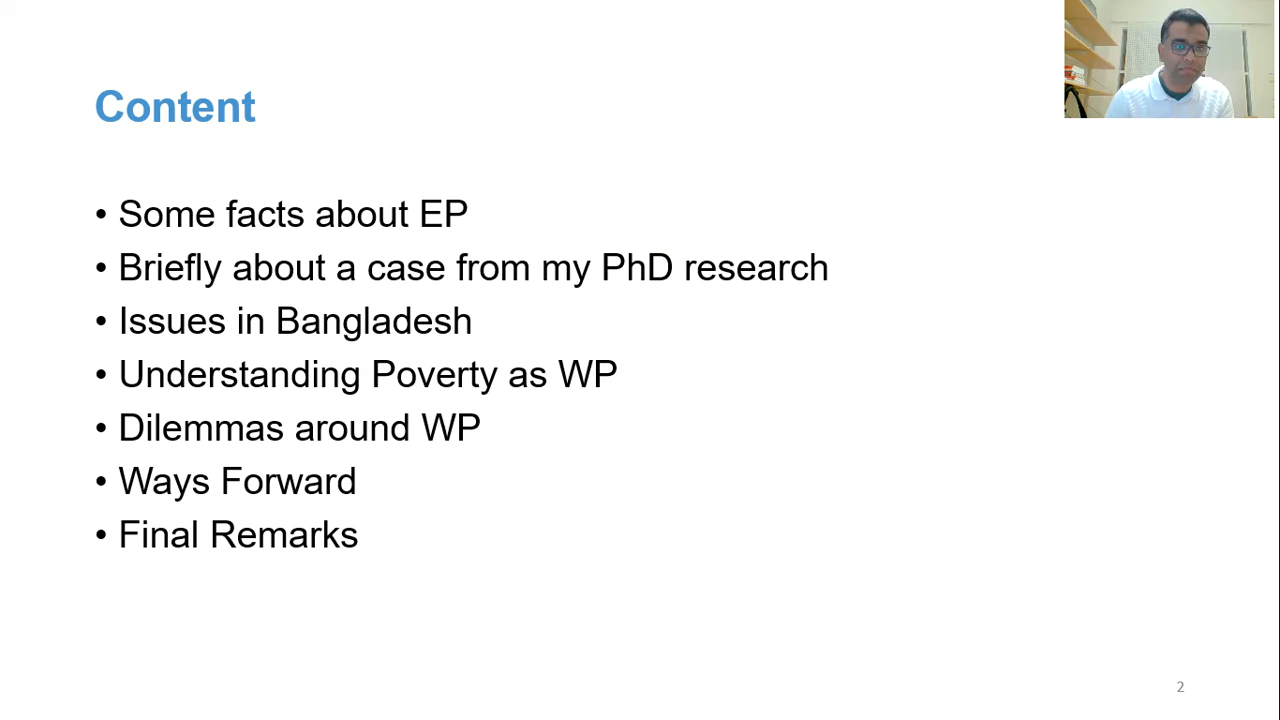 Content
• Some facts about EP
• Briefly about a case from my PhD research
• Issues in Bangladesh
• Understanding Poverty as WP
• Dilemmas around WP
• Ways Forward
• Final Remarks
2